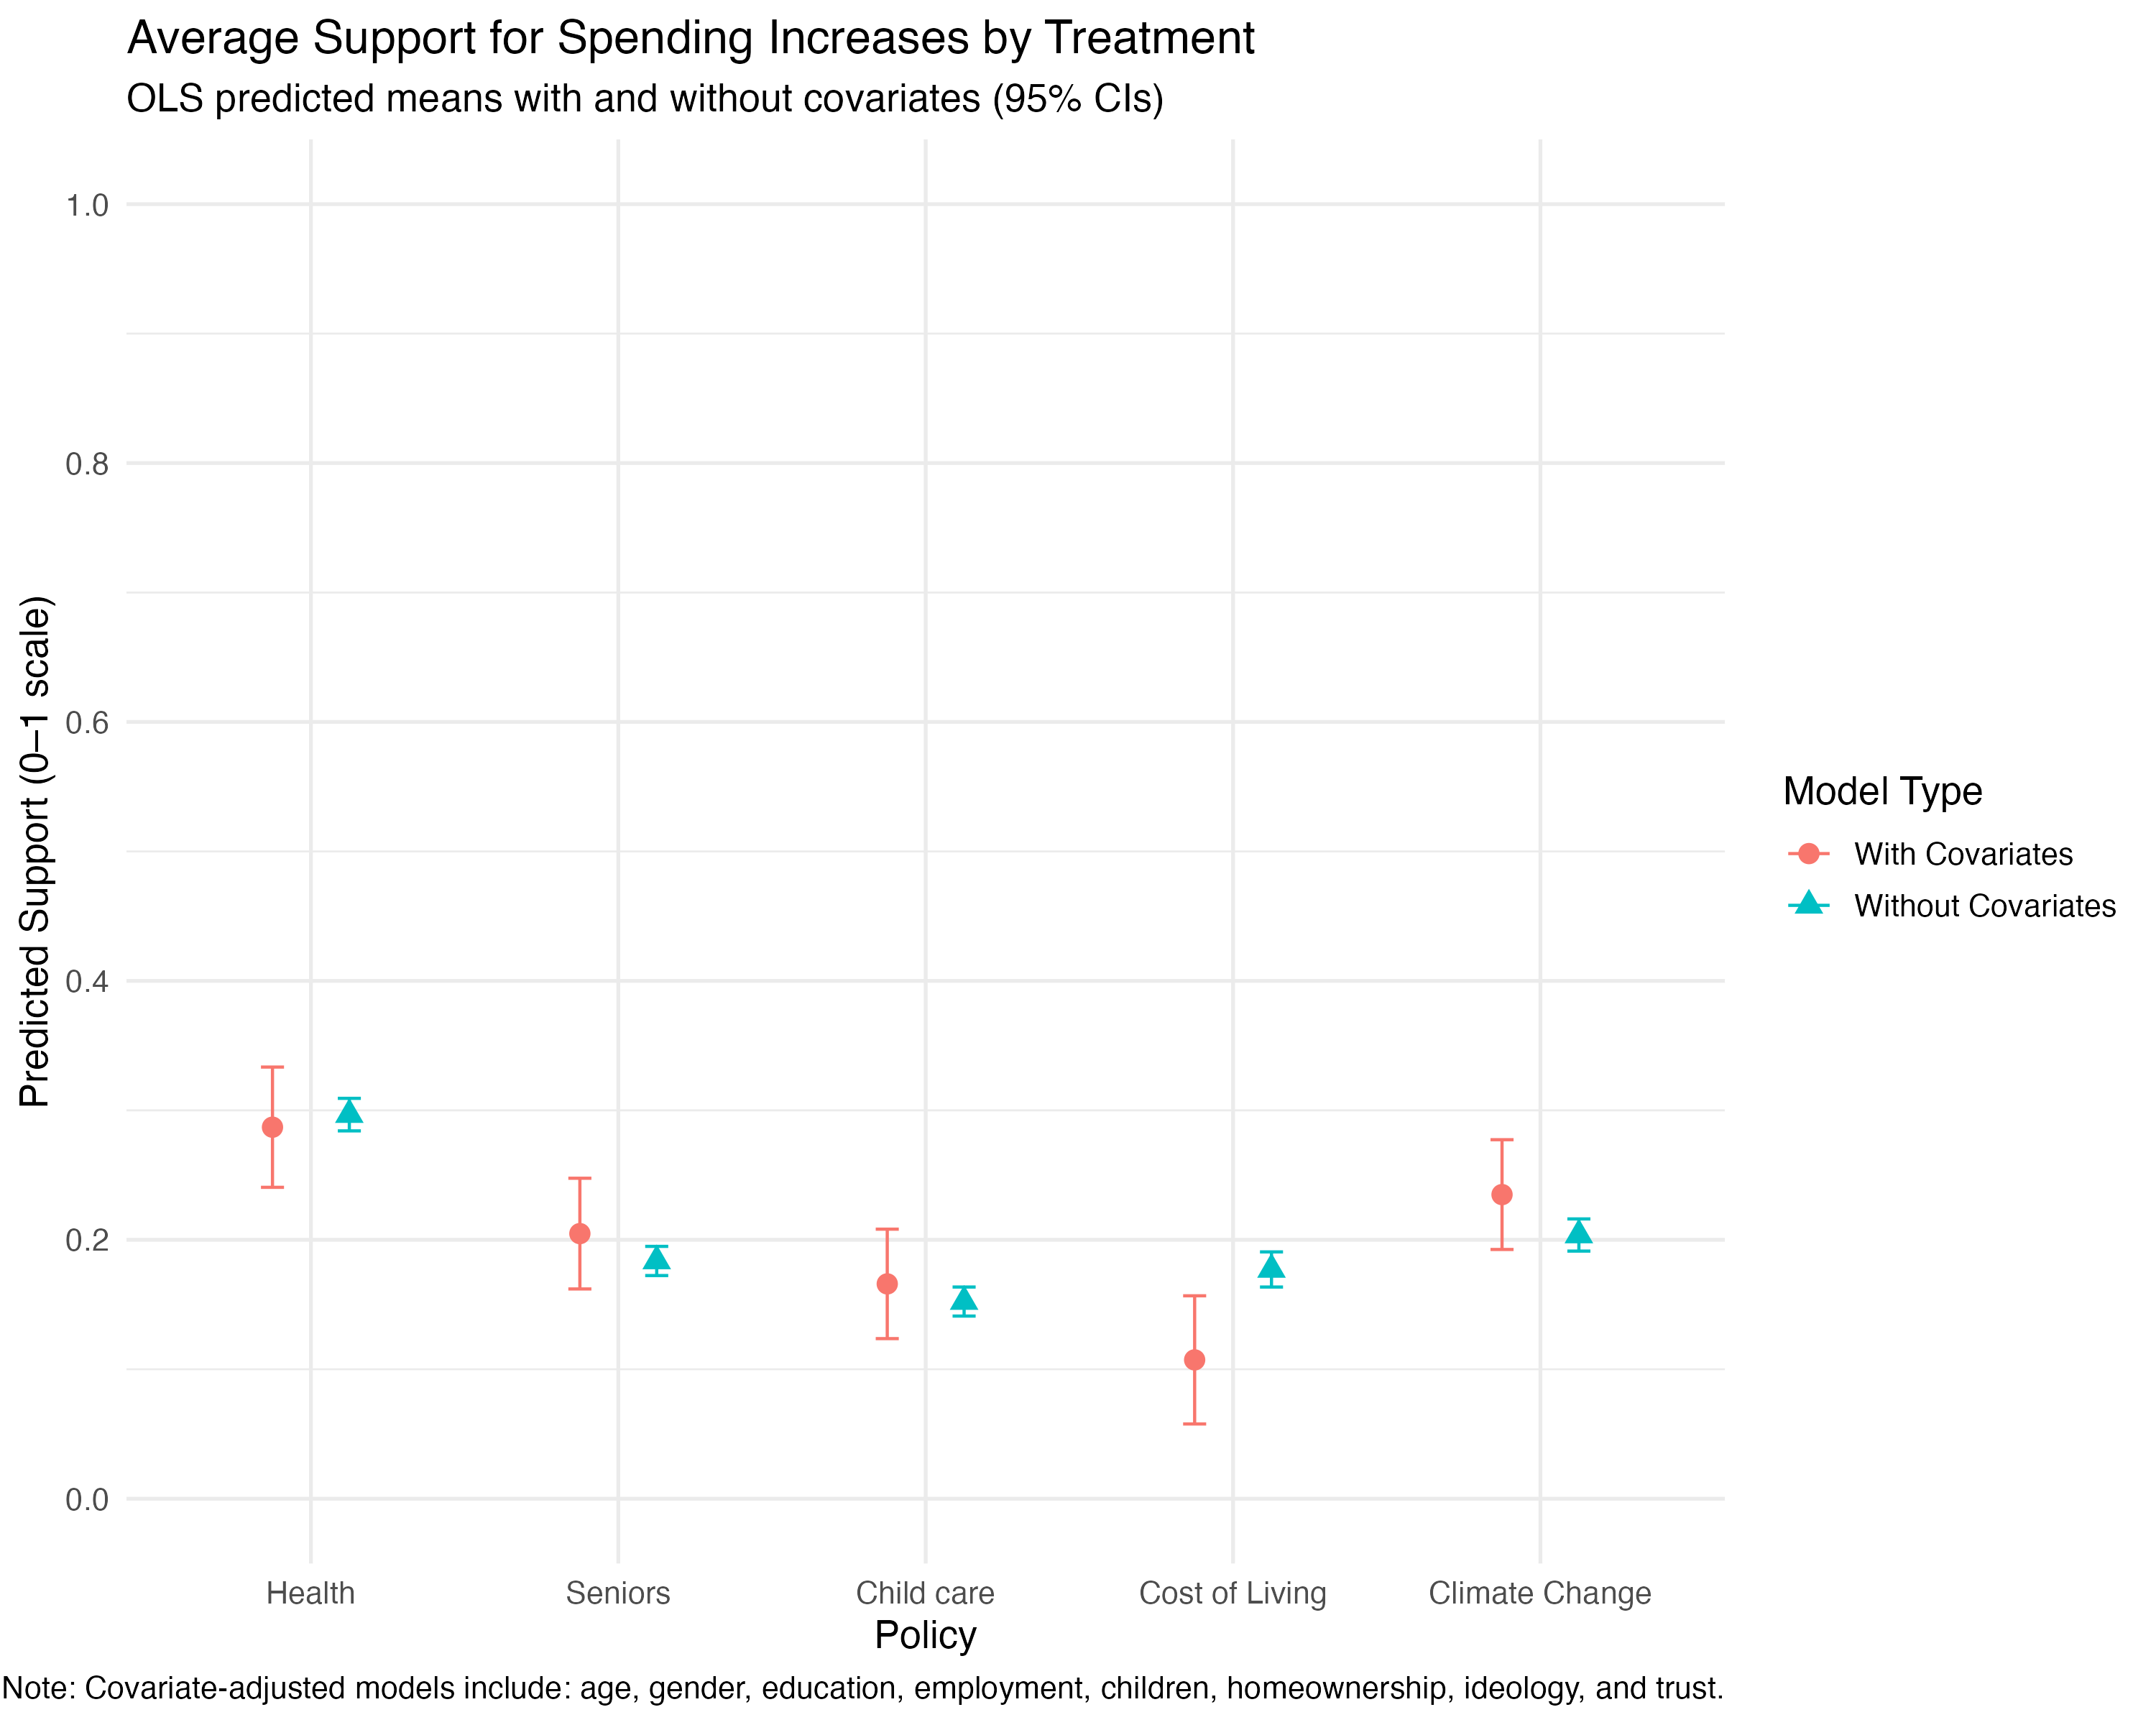 Average Support for Spending Increases by Treatment
OLS predicted means with and without covariates (95% CIs)
Predicted Support (0–1 scale)
1.0
0.8
0.6
0.4
0.2
0.0
Health
Seniors
Child care
Cost of Living
Climate Change
Policy
Model Type
With Covariates
Without Covariates
Note: Covariate-adjusted models include: age, gender, education, employment, children, homeownership, ideology, and trust.